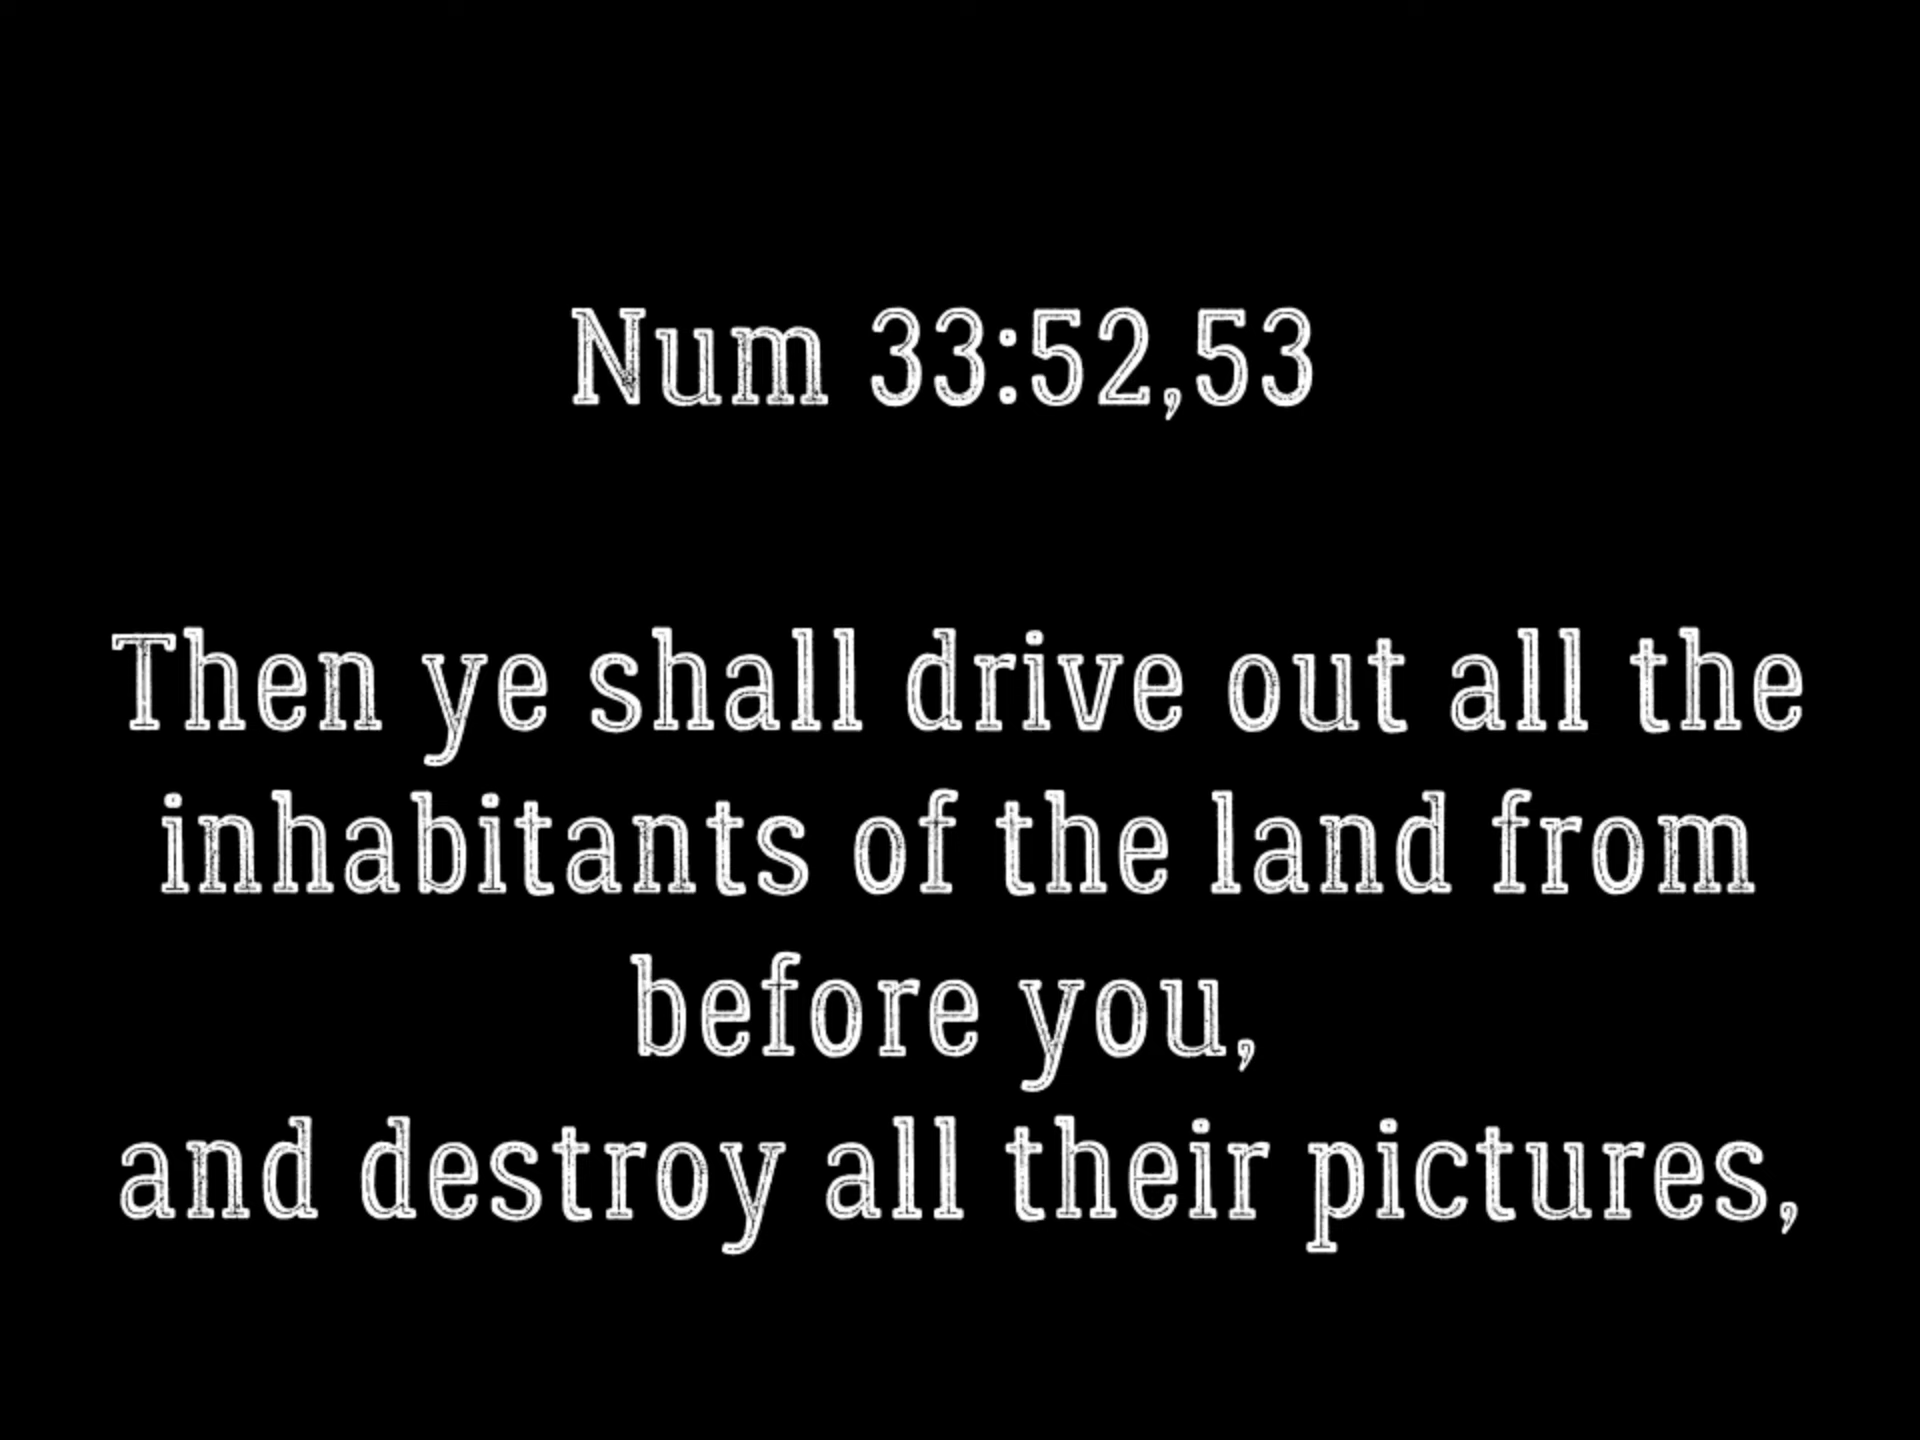 Num 33:52,53
Then ye shall drive out all the
inhabitants of the land from
before you,
and destroy all their pictures,